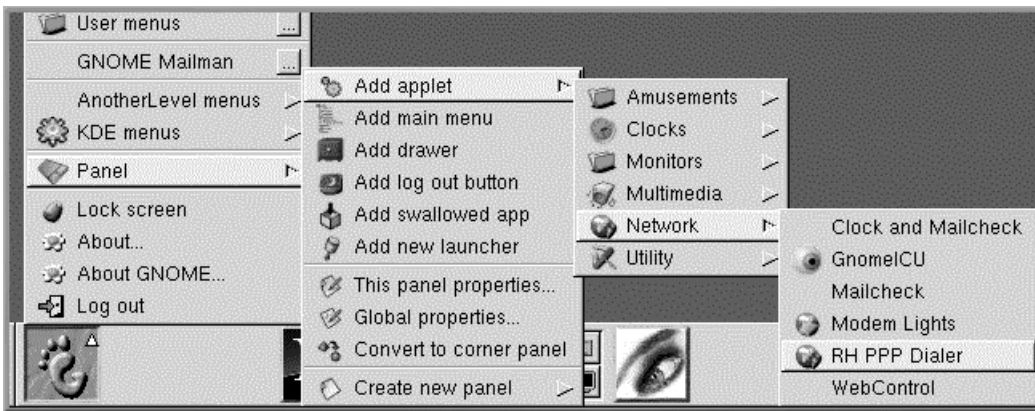 User menus ...
GNOME Mailman ...
AnotherLevel menus
KDE menus
Panel
Lock screen
About...
About GNOME...
Log out
Add applet
Add main menu
Add drawer
Add log out button
Add swallowed app
Add new launcher
This panel properties...
Global properties...
Convert to corner panel
Create new panel
Amusements
Clocks
Monitors
Multimedia
Network
Utility
Clock and Mailcheck
GnomeICU
Mailcheck
Modem Lights
RH PPP Dialer
WebControl